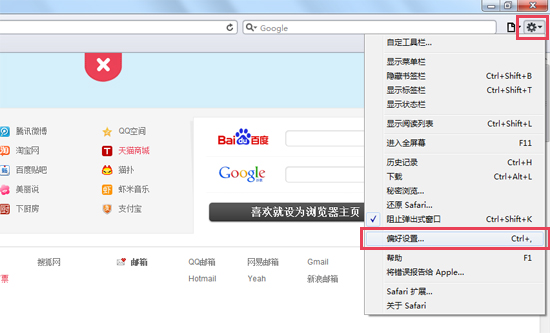 Google
自定工具栏...
显示菜单栏
隐藏书签栏 Ctrl+Shift+B
显示标签栏 Ctrl+Shift+T
显示状态栏
显示阅读列表 Ctrl+Shift+L
进入全屏幕 F11
历史记录 Ctrl+H
下载 Ctrl+Alt+L
秘密浏览...
还原 Safari...
阻止弹出式窗口 Ctrl+Shift+K
偏好设置... Ctrl+,
帮助 F1
将错误报告给 Apple...
Safari 扩展...
关于 Safari
腾讯微博 QQ空间
淘宝网 天猫商城
百度贴吧 猫扑
美丽说 虾米音乐
下厨房 支付宝
Bai 百度
Google
喜欢就设为浏览器主页
搜狐网 邮箱 QQ邮箱 网易邮箱 Gmail
票 Hotmail Yeah 新浪邮箱